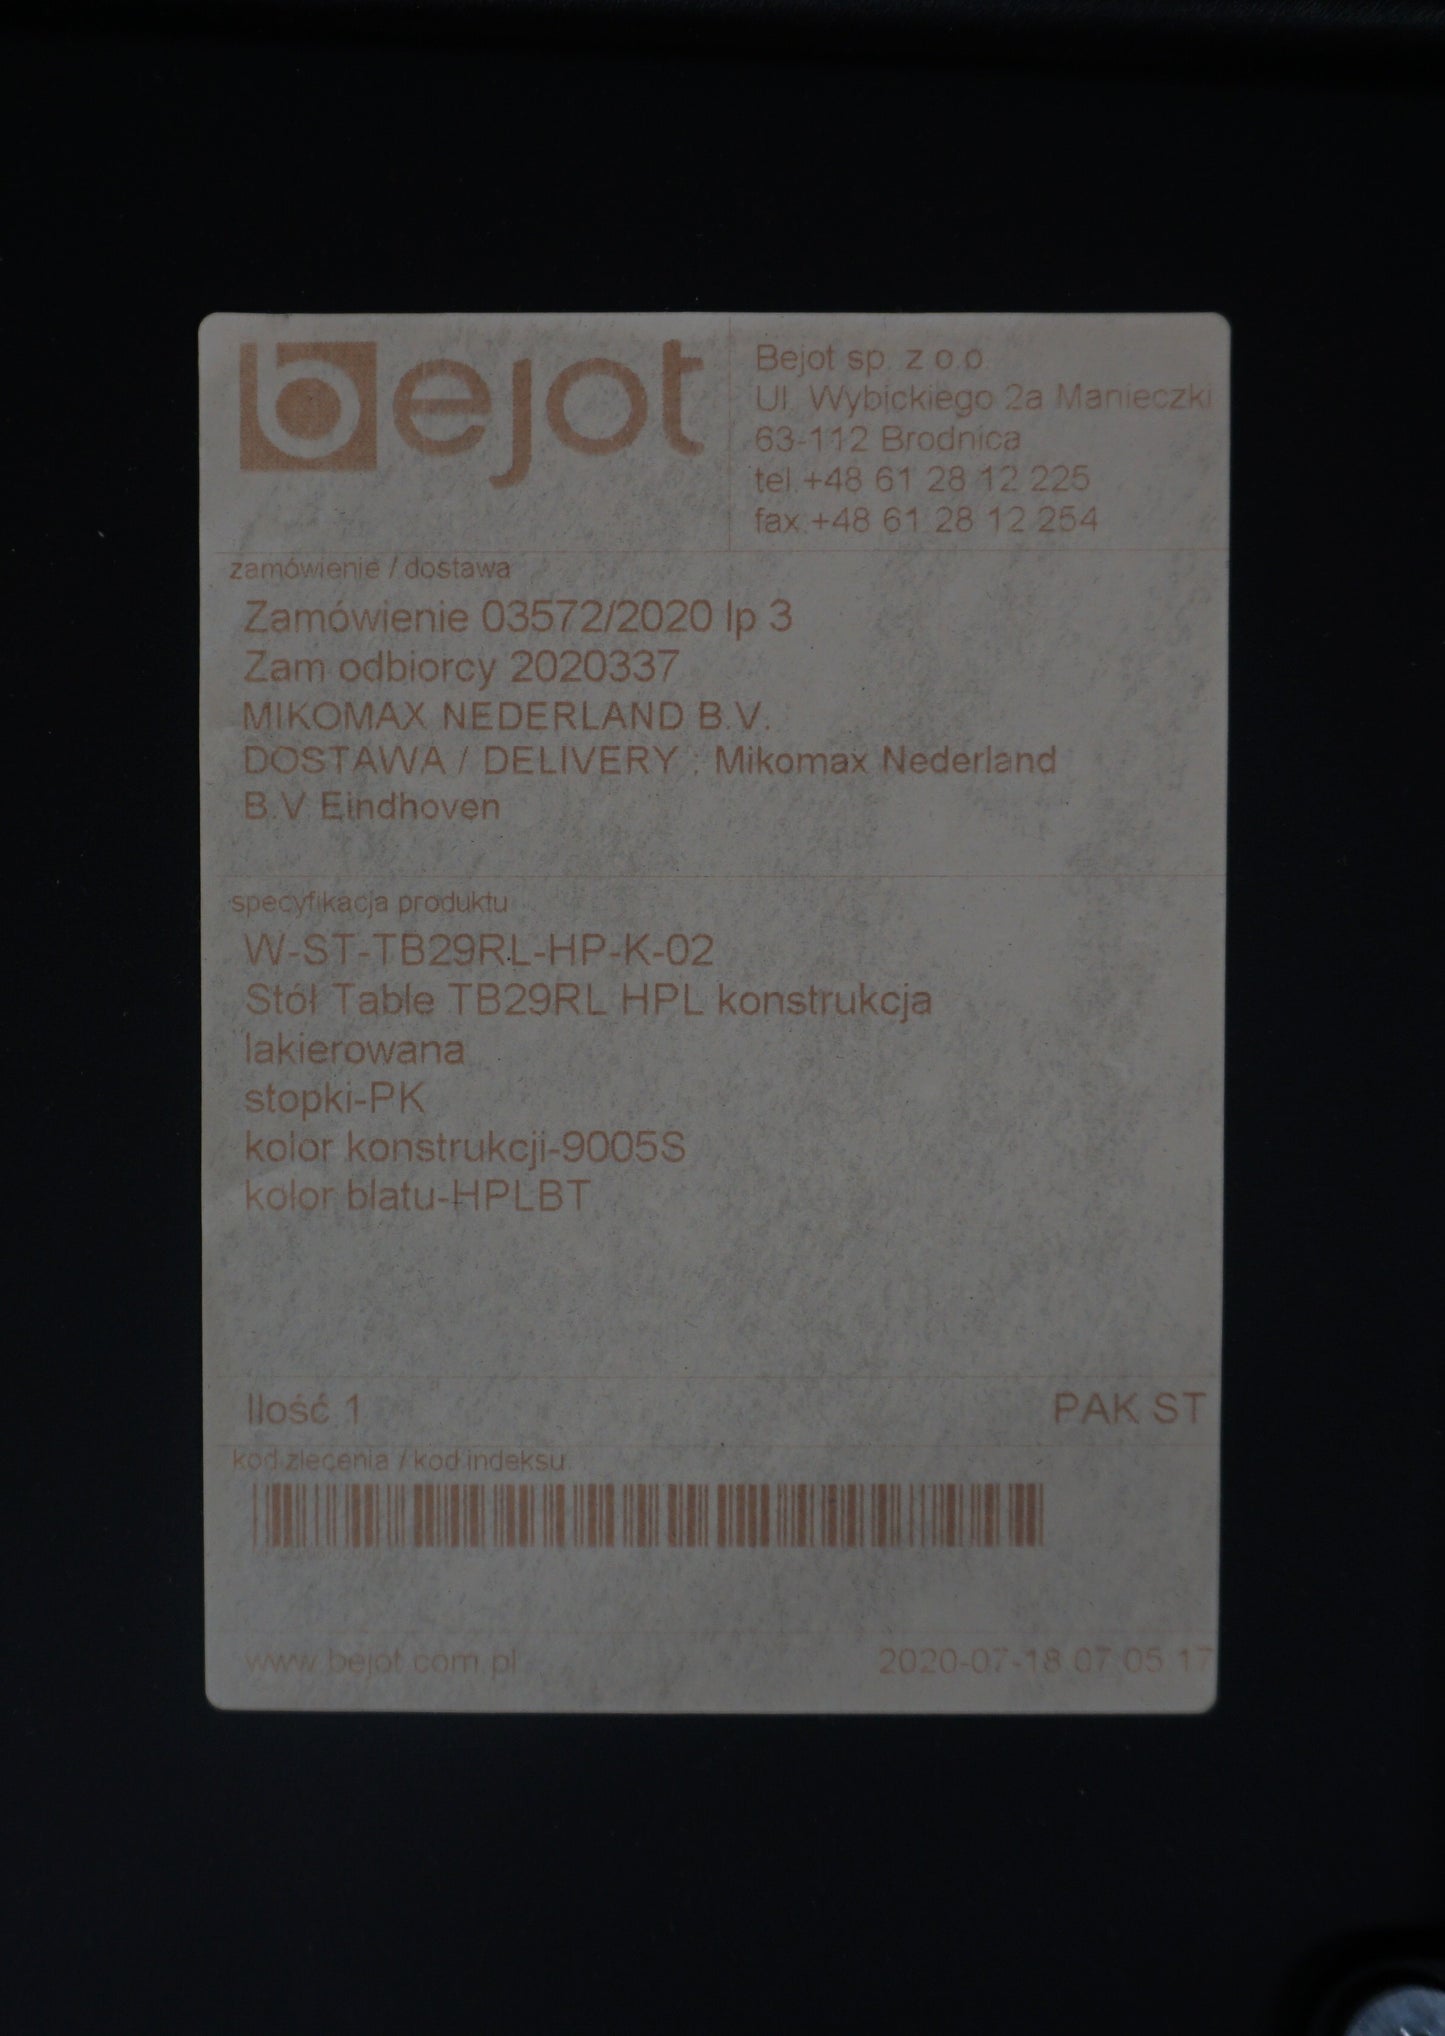 bejot
Bejot sp. z o.o.
Ul. Wybickiego 2a Manieczki
63-112 Brodnica
tel.+48 61 28 12 225
fax.+48 61 28 12 254
zamówienie / dostawa
Zamówienie 03572/2020 lp 3
Zam odbiorcy 2020337
MIKOMAX NEDERLAND B.V.
DOSTAWA / DELIVERY : Mikomax Nederland
B.V Eindhoven
specyfikacja produktu
W-ST-TB29RL-HP-K-02
Stół Table TB29RL HPL konstrukcja
lakierowana
stopki-PK
kolor konstrukcji-9005S
kolor blatu-HPLBT
Ilość 1
PAK ST
kod zlecenia / kod indeksu
www.bejot.com.pl
2020-07-18 07:05:17